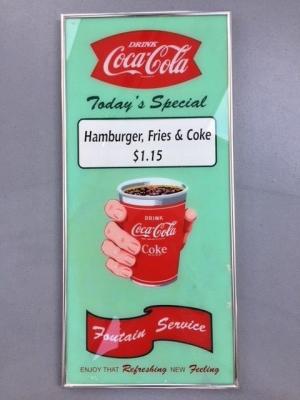 DRINK
Coca-Cola
Today's Special
Hamburger, Fries & Coke
$1.15
DRINK
Coca-Cola
Coke
Fountain Service
ENJOY THAT Refreshing NEW Feeling